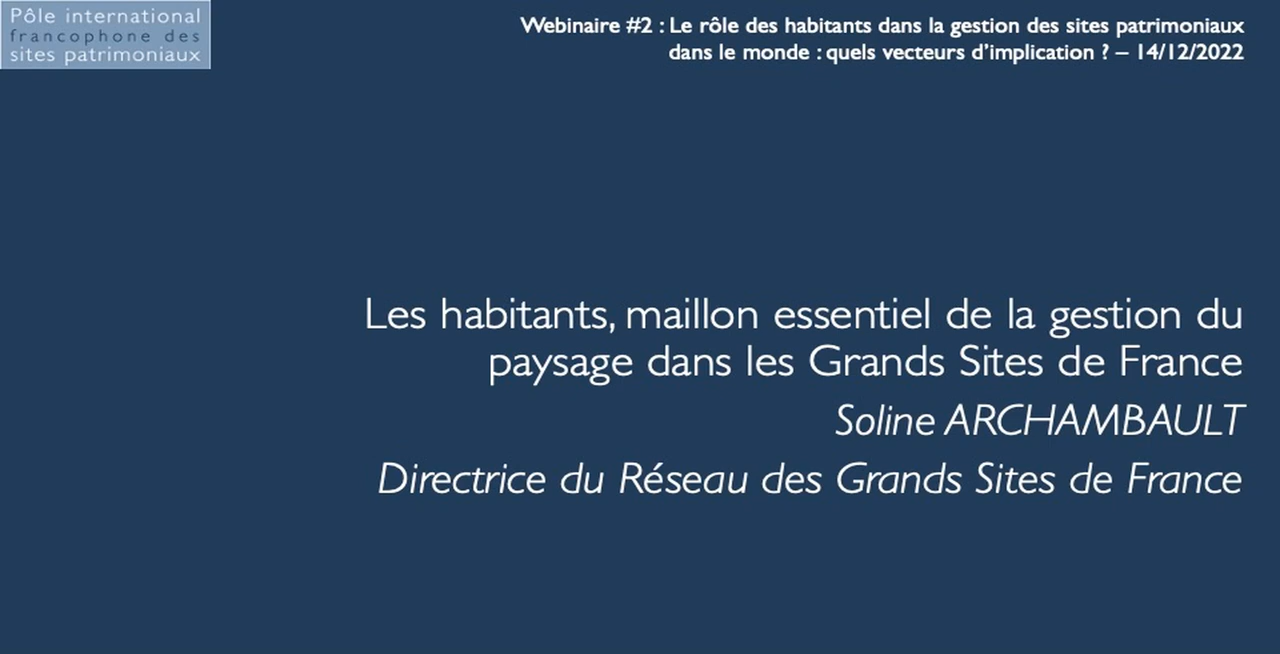 Pôle international
francophone des
sites patrimoniaux
Webinaire #2 : Le rôle des habitants dans la gestion des sites patrimoniaux
dans le monde : quels vecteurs d'implication ? – 14/12/2022
Les habitants, maillon essentiel de la gestion du
paysage dans les Grands Sites de France
Soline ARCHAMBAULT
Directrice du Réseau des Grands Sites de France